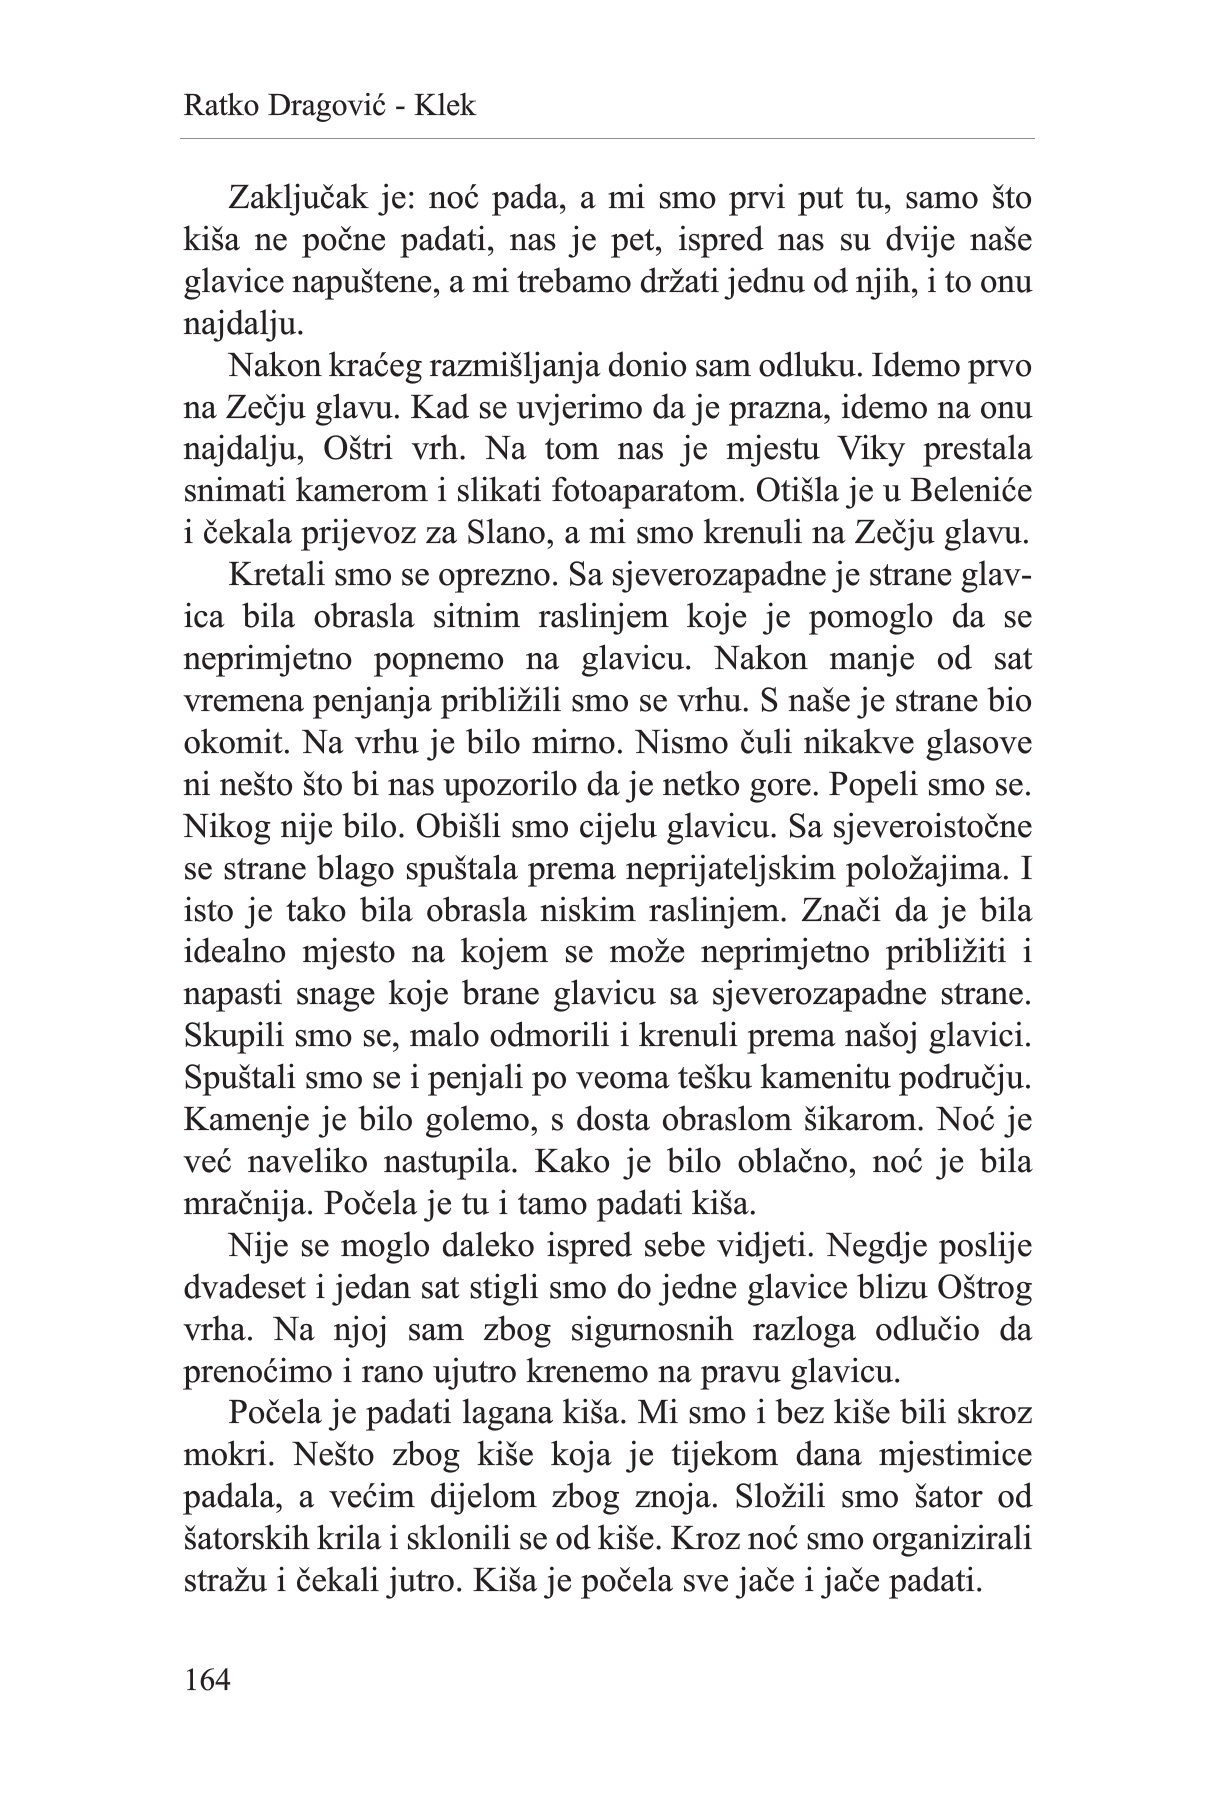 Ratko Dragović - Klek
Zaključak je: noć pada, a mi smo prvi put tu, samo što
kiša ne počne padati, nas je pet, ispred nas su dvije naše
glavice napuštene, a mi trebamo držati jednu od njih, i to onu
najdalju.
Nakon kraćeg razmišljanja donio sam odluku. Idemo prvo
na Zečju glavu. Kad se uvjerimo da je prazna, idemo na onu
najdalju, Oštri vrh. Na tom nas je mjestu Viky prestala
snimati kamerom i slikati fotoaparatom. Otišla je u Beleniće
i čekala prijevoz za Slano, a mi smo krenuli na Zečju glavu.
Kretali smo se oprezno. Sa sjeverozapadne je strane glav-
ica bila obrasla sitnim raslinjem koje je pomoglo da se
neprimjetno popnemo na glavicu. Nakon manje od sat
vremena penjanja približili smo se vrhu. S naše je strane bio
okomit. Na vrhu je bilo mirno. Nismo čuli nikakve glasove
ni nešto što bi nas upozorilo da je netko gore. Popeli smo se.
Nikog nije bilo. Obišli smo cijelu glavicu. Sa sjeveroistočne
se strane blago spuštala prema neprijateljskim položajima. I
isto je tako bila obrasla niskim raslinjem. Znači da je bila
idealno mjesto na kojem se može neprimjetno približiti i
napasti snage koje brane glavicu sa sjeverozapadne strane.
Skupili smo se, malo odmorili i krenuli prema našoj glavici.
Spuštali smo se i penjali po veoma tešku kamenitu području.
Kamenje je bilo golemo, s dosta obraslom šikarom. Noć je
već naveliko nastupila. Kako je bilo oblačno, noć je bila
mračnija. Počela je tu i tamo padati kiša.
Nije se moglo daleko ispred sebe vidjeti. Negdje poslije
dvadeset i jedan sat stigli smo do jedne glavice blizu Oštrog
vrha. Na njoj sam zbog sigurnosnih razloga odlučio da
prenoćimo i rano ujutro krenemo na pravu glavicu.
Počela je padati lagana kiša. Mi smo i bez kiše bili skroz
mokri. Nešto zbog kiše koja je tijekom dana mjestimice
padala, a većim dijelom zbog znoja. Složili smo šator od
šatorskih krila i sklonili se od kiše. Kroz noć smo organizirali
stražu i čekali jutro. Kiša je počela sve jače i jače padati.
164